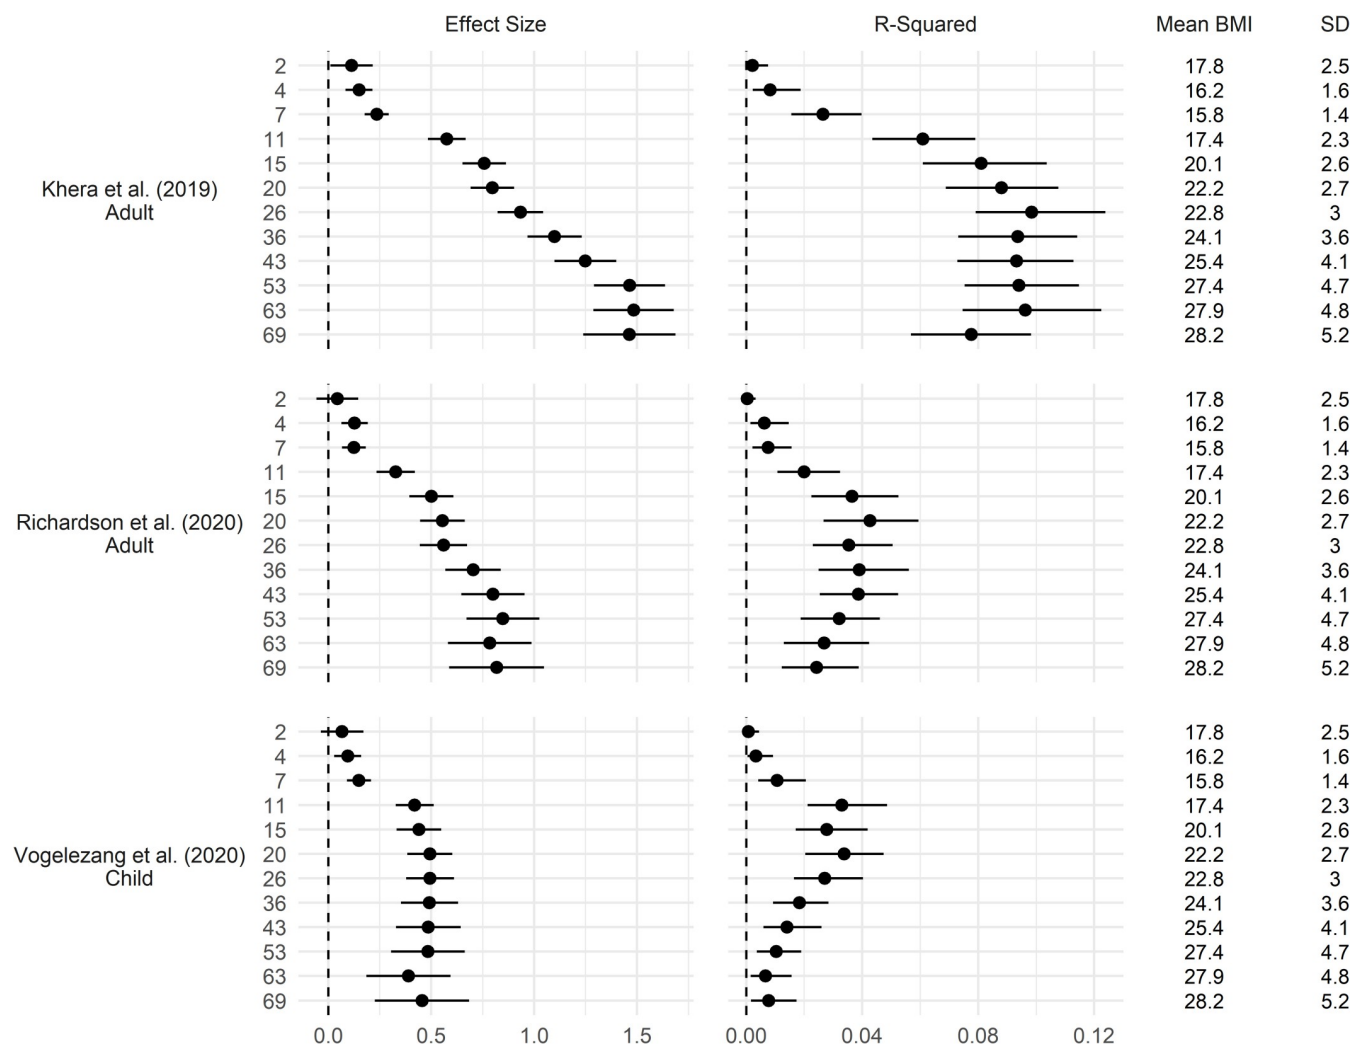 Effect Size R-Squared Mean BMI SD
2 17.8 2.5
4 16.2 1.6
7 15.8 1.4
11 17.4 2.3
15 20.1 2.6
20 22.2 2.7
Khera et al. (2019)
Adult
26 22.8 3
36 24.1 3.6
43 25.4 4.1
53 27.4 4.7
63 27.9 4.8
69 28.2 5.2
2 17.8 2.5
4 16.2 1.6
7 15.8 1.4
11 17.4 2.3
15 20.1 2.6
20 22.2 2.7
Richardson et al. (2020)
Adult
26 22.8 3
36 24.1 3.6
43 25.4 4.1
53 27.4 4.7
63 27.9 4.8
69 28.2 5.2
2 17.8 2.5
4 16.2 1.6
7 15.8 1.4
11 17.4 2.3
15 20.1 2.6
20 22.2 2.7
Vogelezang et al. (2020)
Child
26 22.8 3
36 24.1 3.6
43 25.4 4.1
53 27.4 4.7
63 27.9 4.8
69 28.2 5.2
0.0 0.5 1.0 1.5 0.00 0.04 0.08 0.12